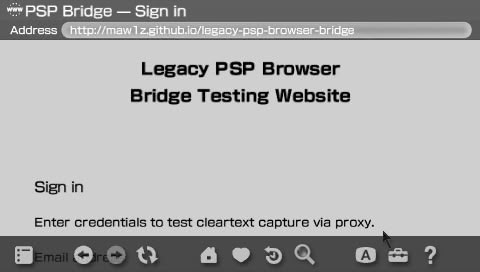 PSP Bridge — Sign in
Address http://maw1z.github.io/legacy-psp-browser-bridge
Legacy PSP Browser
Bridge Testing Website
Sign in
Enter credentials to test cleartext capture via proxy.
Email
A
?